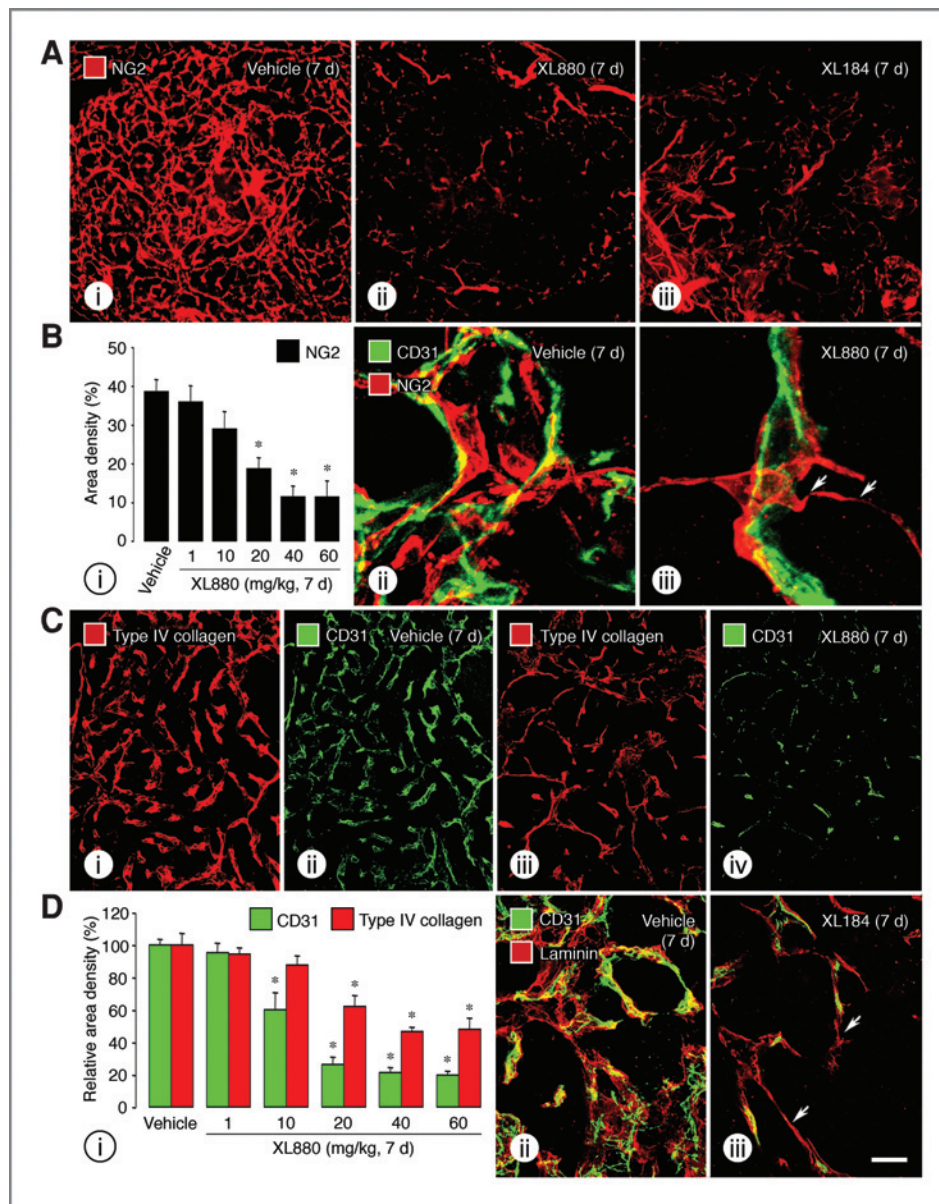 A
NG2
Vehicle (7 d)
XL880 (7 d)
XL184 (7 d)
i
ii
iii
B
50
40
30
20
10
0
Area density (%)
NG2
*
*
*
Vehicle
1 10 20 40 60
XL880 (mg/kg, 7 d)
i
CD31
NG2
Vehicle (7 d)
ii
XL880 (7 d)
iii
C
Type IV collagen
CD31
Vehicle (7 d)
Type IV collagen
CD31
XL880 (7 d)
i
ii
iii
iv
D
120
100
80
60
40
20
0
Relative area density (%)
CD31
Type IV collagen
*
*
*
*
*
*
*
Vehicle 1 10 20 40 60
XL880 (mg/kg, 7 d)
i
CD31
Laminin
Vehicle
(7 d)
ii
XL184 (7 d)
iii